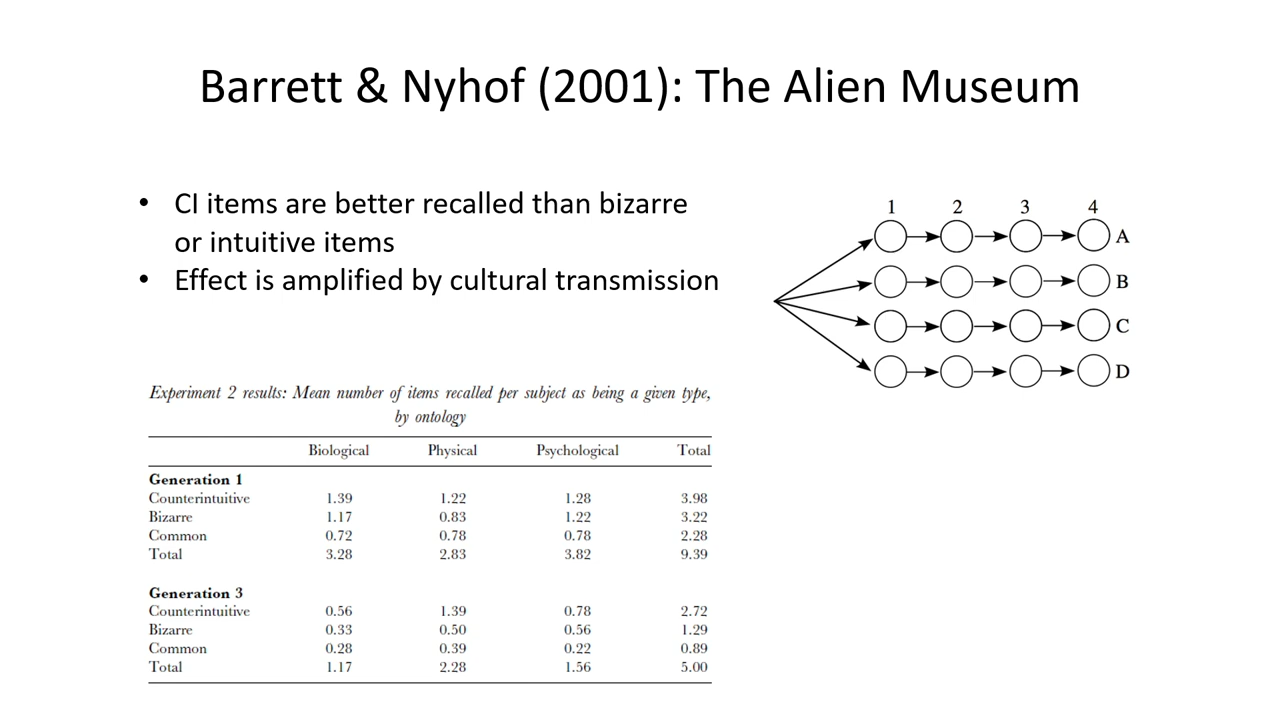 Barrett & Nyhof (2001): The Alien Museum
• CI items are better recalled than bizarre
or intuitive items
• Effect is amplified by cultural transmission
1 2 3 4
A
B
C
D
Experiment 2 results: Mean number of items recalled per subject as being a given type,
by ontology
Biological Physical Psychological Total
Generation 1
Counterintuitive 1.39 1.22 1.28 3.98
Bizarre 1.17 0.83 1.22 3.22
Common 0.72 0.78 0.78 2.28
Total 3.28 2.83 3.82 9.39
Generation 3
Counterintuitive 0.56 1.39 0.78 2.72
Bizarre 0.33 0.50 0.56 1.29
Common 0.28 0.39 0.22 0.89
Total 1.17 2.28 1.56 5.00